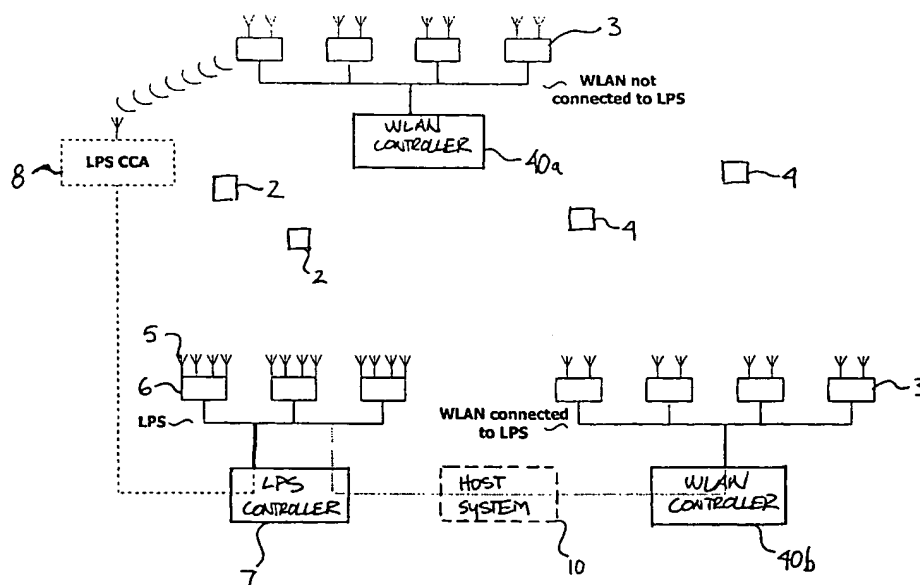 3
WLAN not
connected to LPS
WLAN
CONTROLLER
40a
LPS CCA
8
2
4
4
2
5
6
LPS
WLAN connected
to LPS
3
LPS
CONTROLLER
HOST
SYSTEM
WLAN
CONTROLLER
7
10
40b